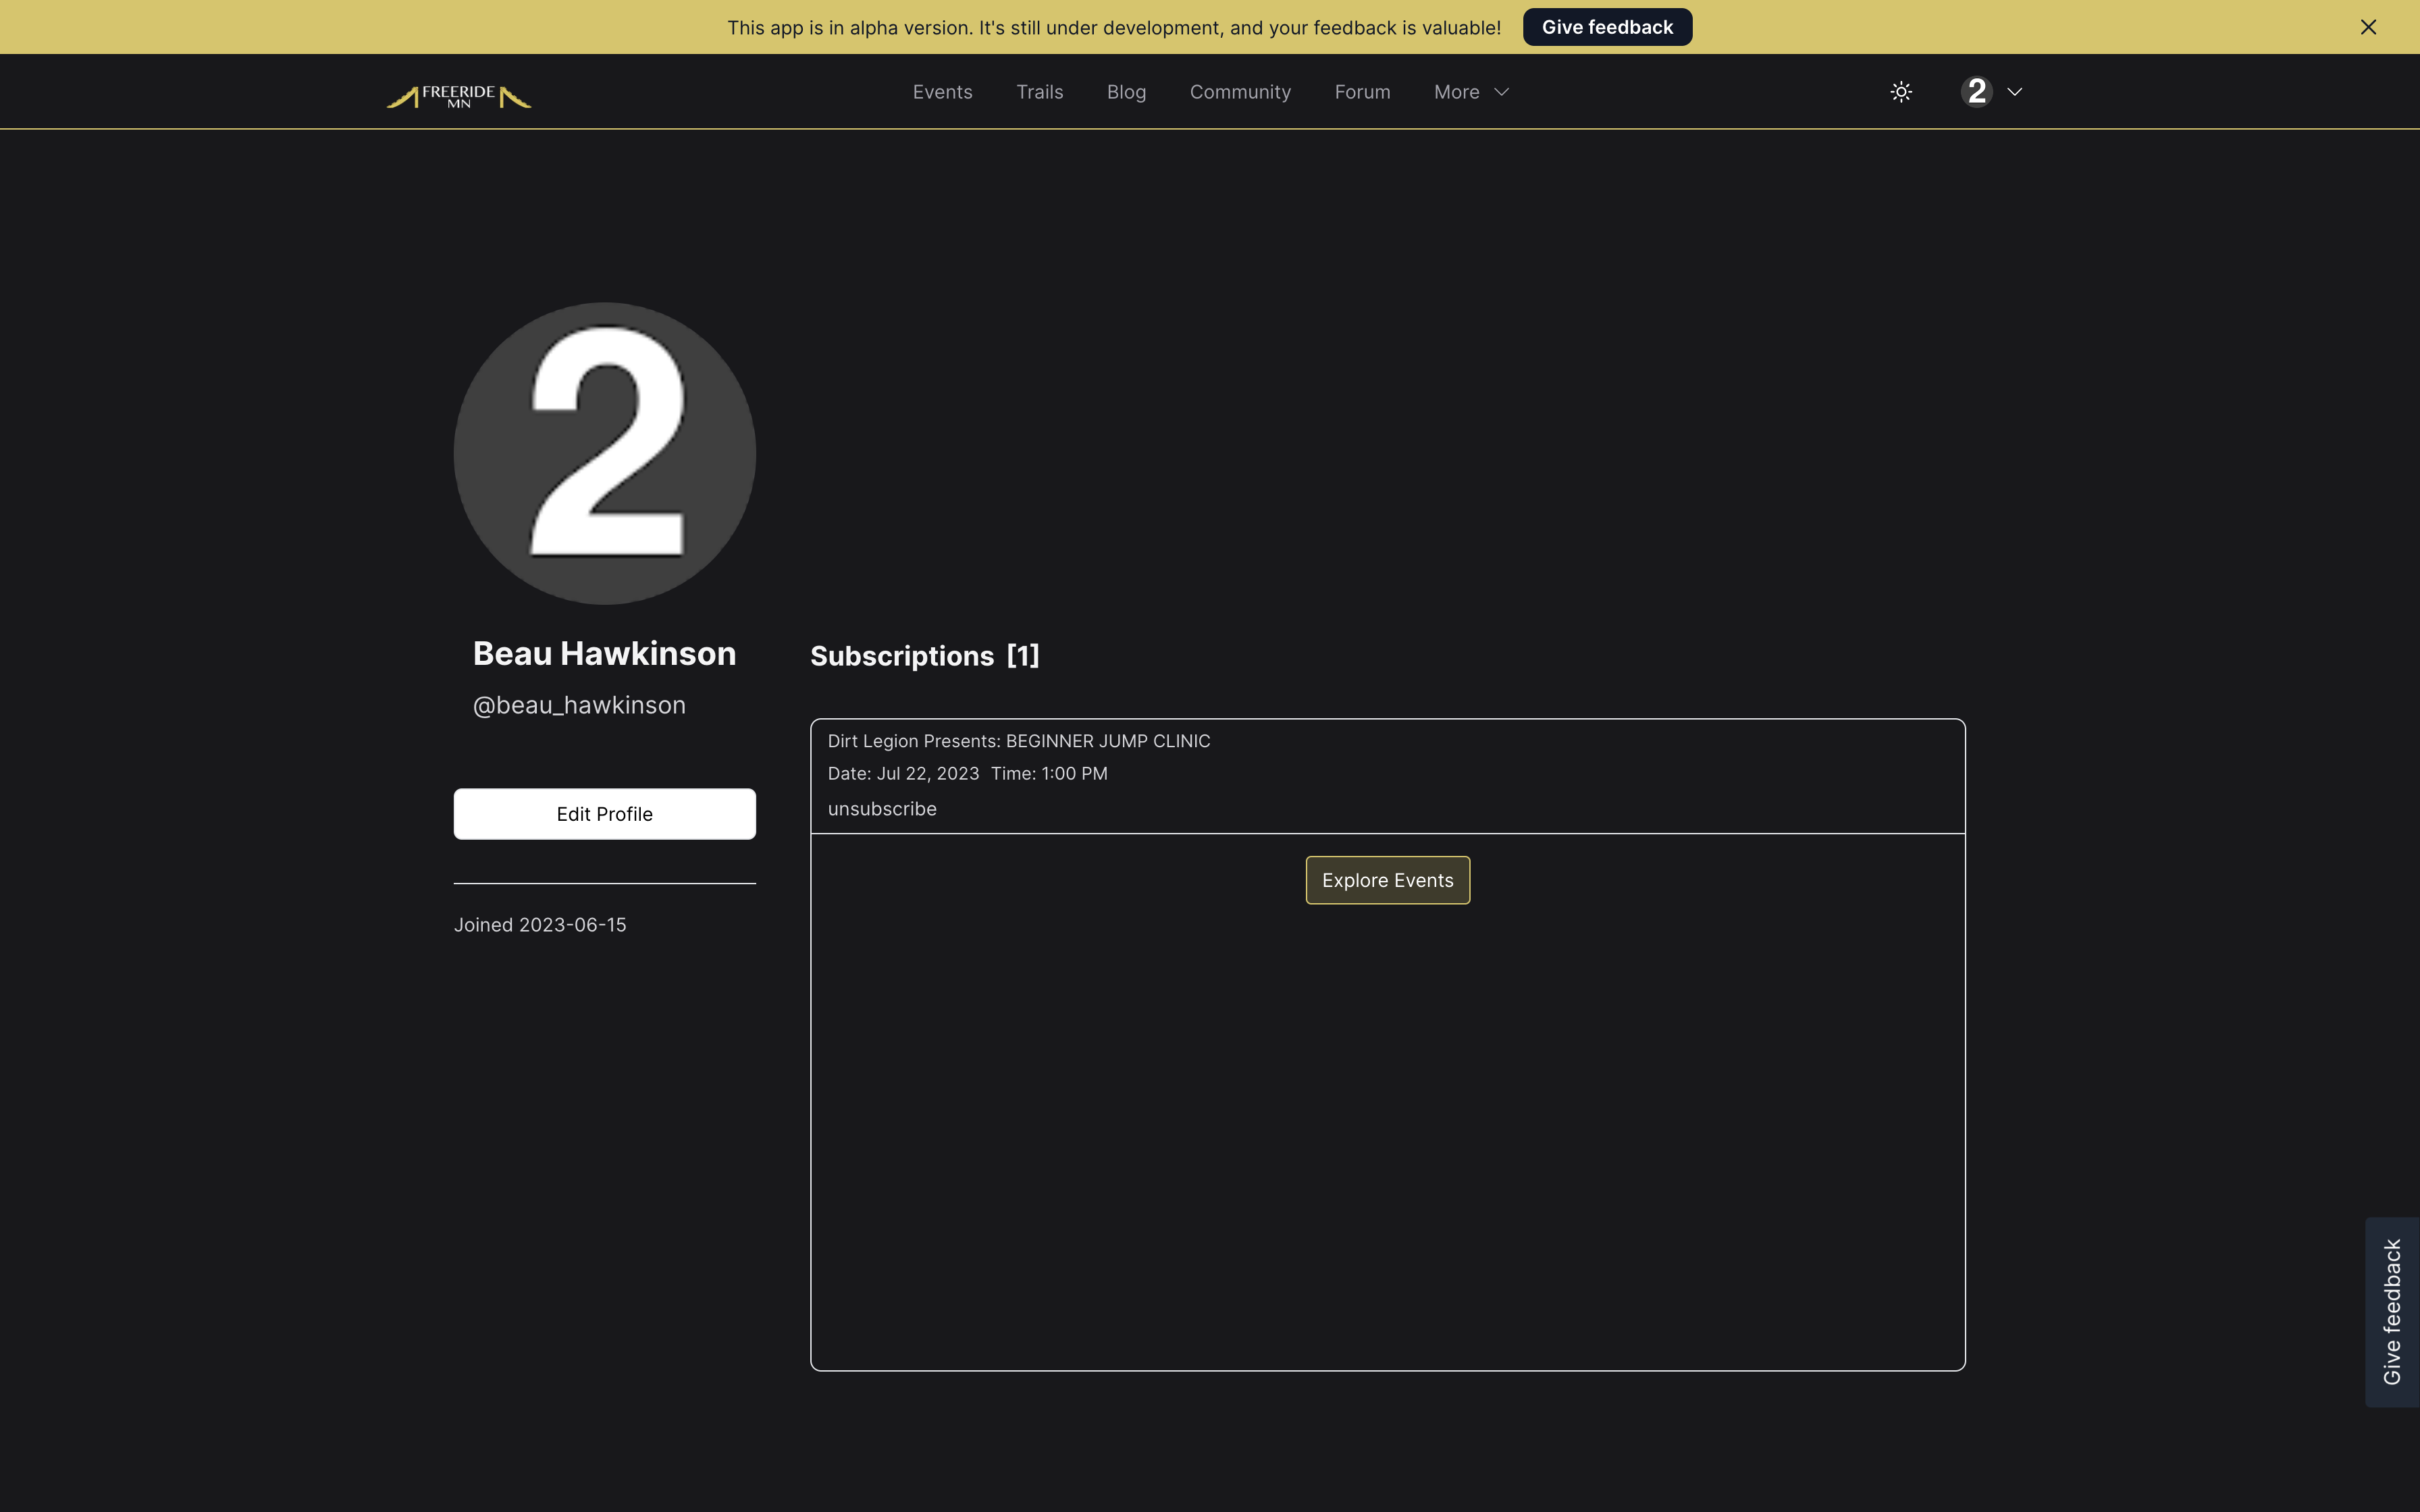 This app is in alpha version. It's still under development, and your feedback is valuable! Give feedback
FREERIDE
MN
Events Trails Blog Community Forum More
2
2
Beau Hawkinson
@beau_hawkinson
Edit Profile
Joined 2023-06-15
Subscriptions [1]
Dirt Legion Presents: BEGINNER JUMP CLINIC
Date: Jul 22, 2023 Time: 1:00 PM
unsubscribe
Explore Events
Give feedback